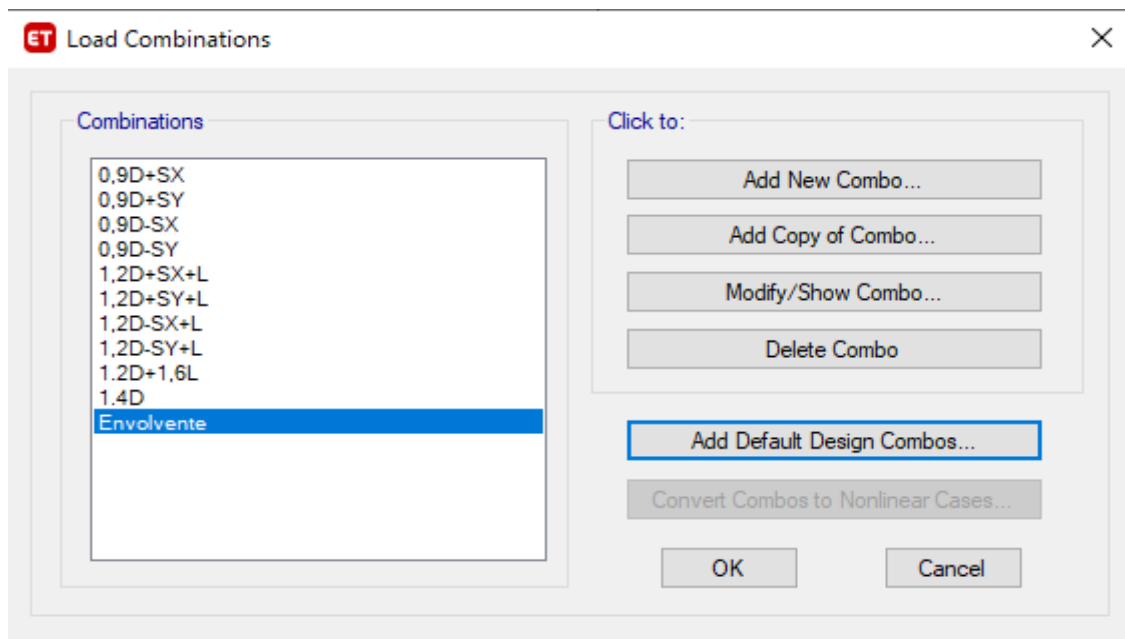 ET Load Combinations
Combinations
0,9D+SX
0,9D+SY
0,9D-SX
0,9D-SY
1,2D+SX+L
1,2D+SY+L
1,2D-SX+L
1,2D-SY+L
1.2D+1,6L
1.4D
Envolvente
Click to:
Add New Combo...
Add Copy of Combo...
Modify/Show Combo...
Delete Combo
Add Default Design Combos...
Convert Combos to Nonlinear Cases...
OK
Cancel